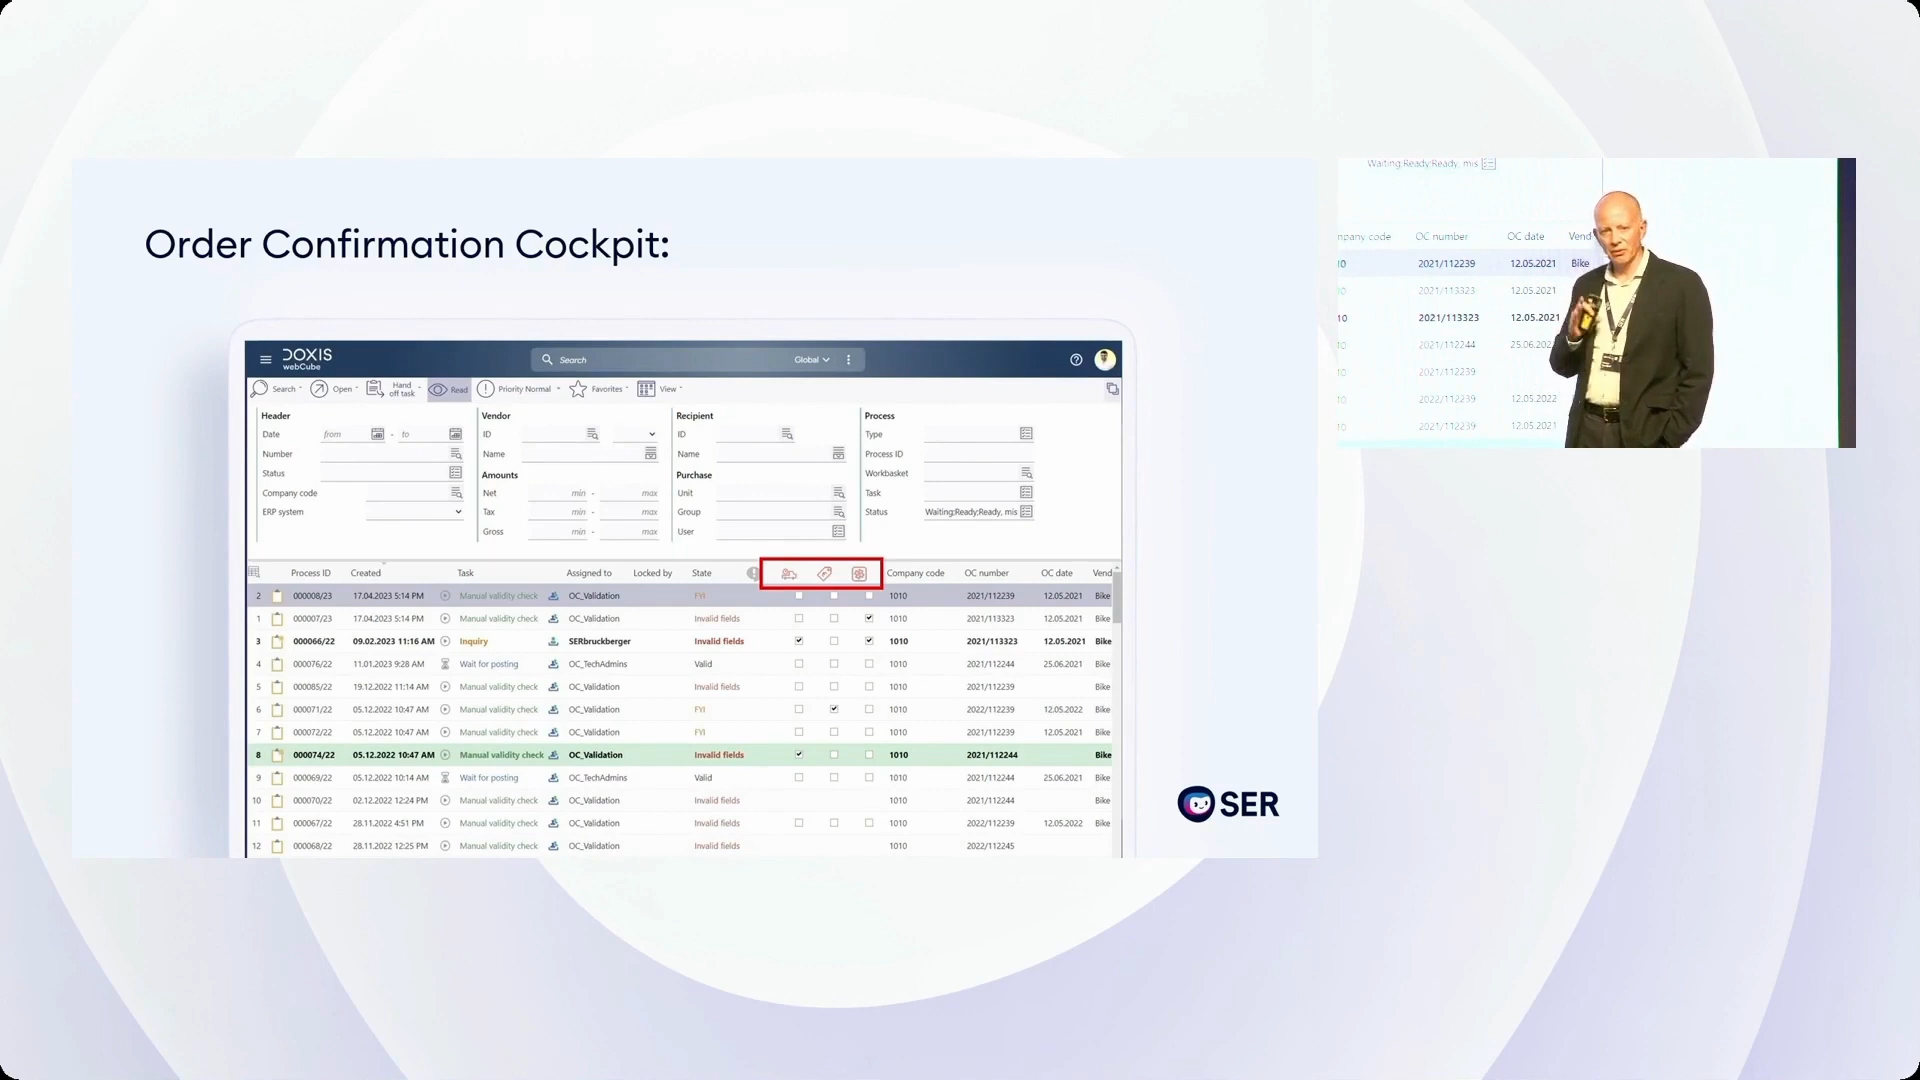 Order Confirmation Cockpit:
DOXIS
webCube
Search
Global
Search
Open
Hand off task
Read
Priority Normal
Favorites
View
Header
Vendor
Recipient
Process
Date from - to
ID
ID
Type
Number
Name
Name
Process ID
Status
Amounts
Purchase
Workbasket
Company code
Net min - max
Unit
Task
ERP system
Tax min - max
Group
Status Waiting;Ready;Ready, mis
Gross min - max
User
Process ID Created Task Assigned to Locked by State Company code OC number OC date Vend
2 000008/23 17.04.2023 5:14 PM Manual validity check OC_Validation FYI 1010 2021/112239 12.05.2021 Bike
1 000007/23 17.04.2023 5:14 PM Manual validity check OC_Validation Invalid fields 1010 2021/113323 12.05.2021 Bike
3 000066/22 09.02.2023 11:16 AM Inquiry SERbruckberger Invalid fields 1010 2021/113323 12.05.2021 Bike
4 000076/22 11.01.2023 9:28 AM Wait for posting OC_TechAdmins Valid 1010 2021/112244 25.06.2021 Bike
5 000085/22 19.12.2022 11:14 AM Manual validity check OC_Validation Invalid fields 1010 2021/112239 Bike
6 000071/22 05.12.2022 10:47 AM Manual validity check OC_Validation FYI 1010 2022/112239 12.05.2022 Bike
7 000072/22 05.12.2022 10:47 AM Manual validity check OC_Validation FYI 1010 2021/112239 12.05.2021 Bike
8 000074/22 05.12.2022 10:47 AM Manual validity check OC_Validation Invalid fields 1010 2021/112244 Bike
9 000069/22 05.12.2022 10:14 AM Wait for posting OC_TechAdmins Valid 1010 2021/112244 25.06.2021 Bike
10 000070/22 02.12.2022 12:24 PM Manual validity check OC_Validation Invalid fields 1010 2021/112244 Bike
11 000067/22 28.11.2022 4:51 PM Manual validity check OC_Validation Invalid fields 1010 2022/112239 12.05.2022 Bike
12 000068/22 28.11.2022 12:25 PM Manual validity check OC_Validation Invalid fields 1010 2022/112245
SER
Waiting;Ready;Ready, mis
mpany code OC number OC date Vend
10 2021/112239 12.05.2021 Bike
10 2021/113323 12.05.2021
10 2021/113323 12.05.2021
10 2021/112244 25.06.202
10 2021/112239
10 2022/112239 12.05.2022
10 2021/112239 12.05.2021